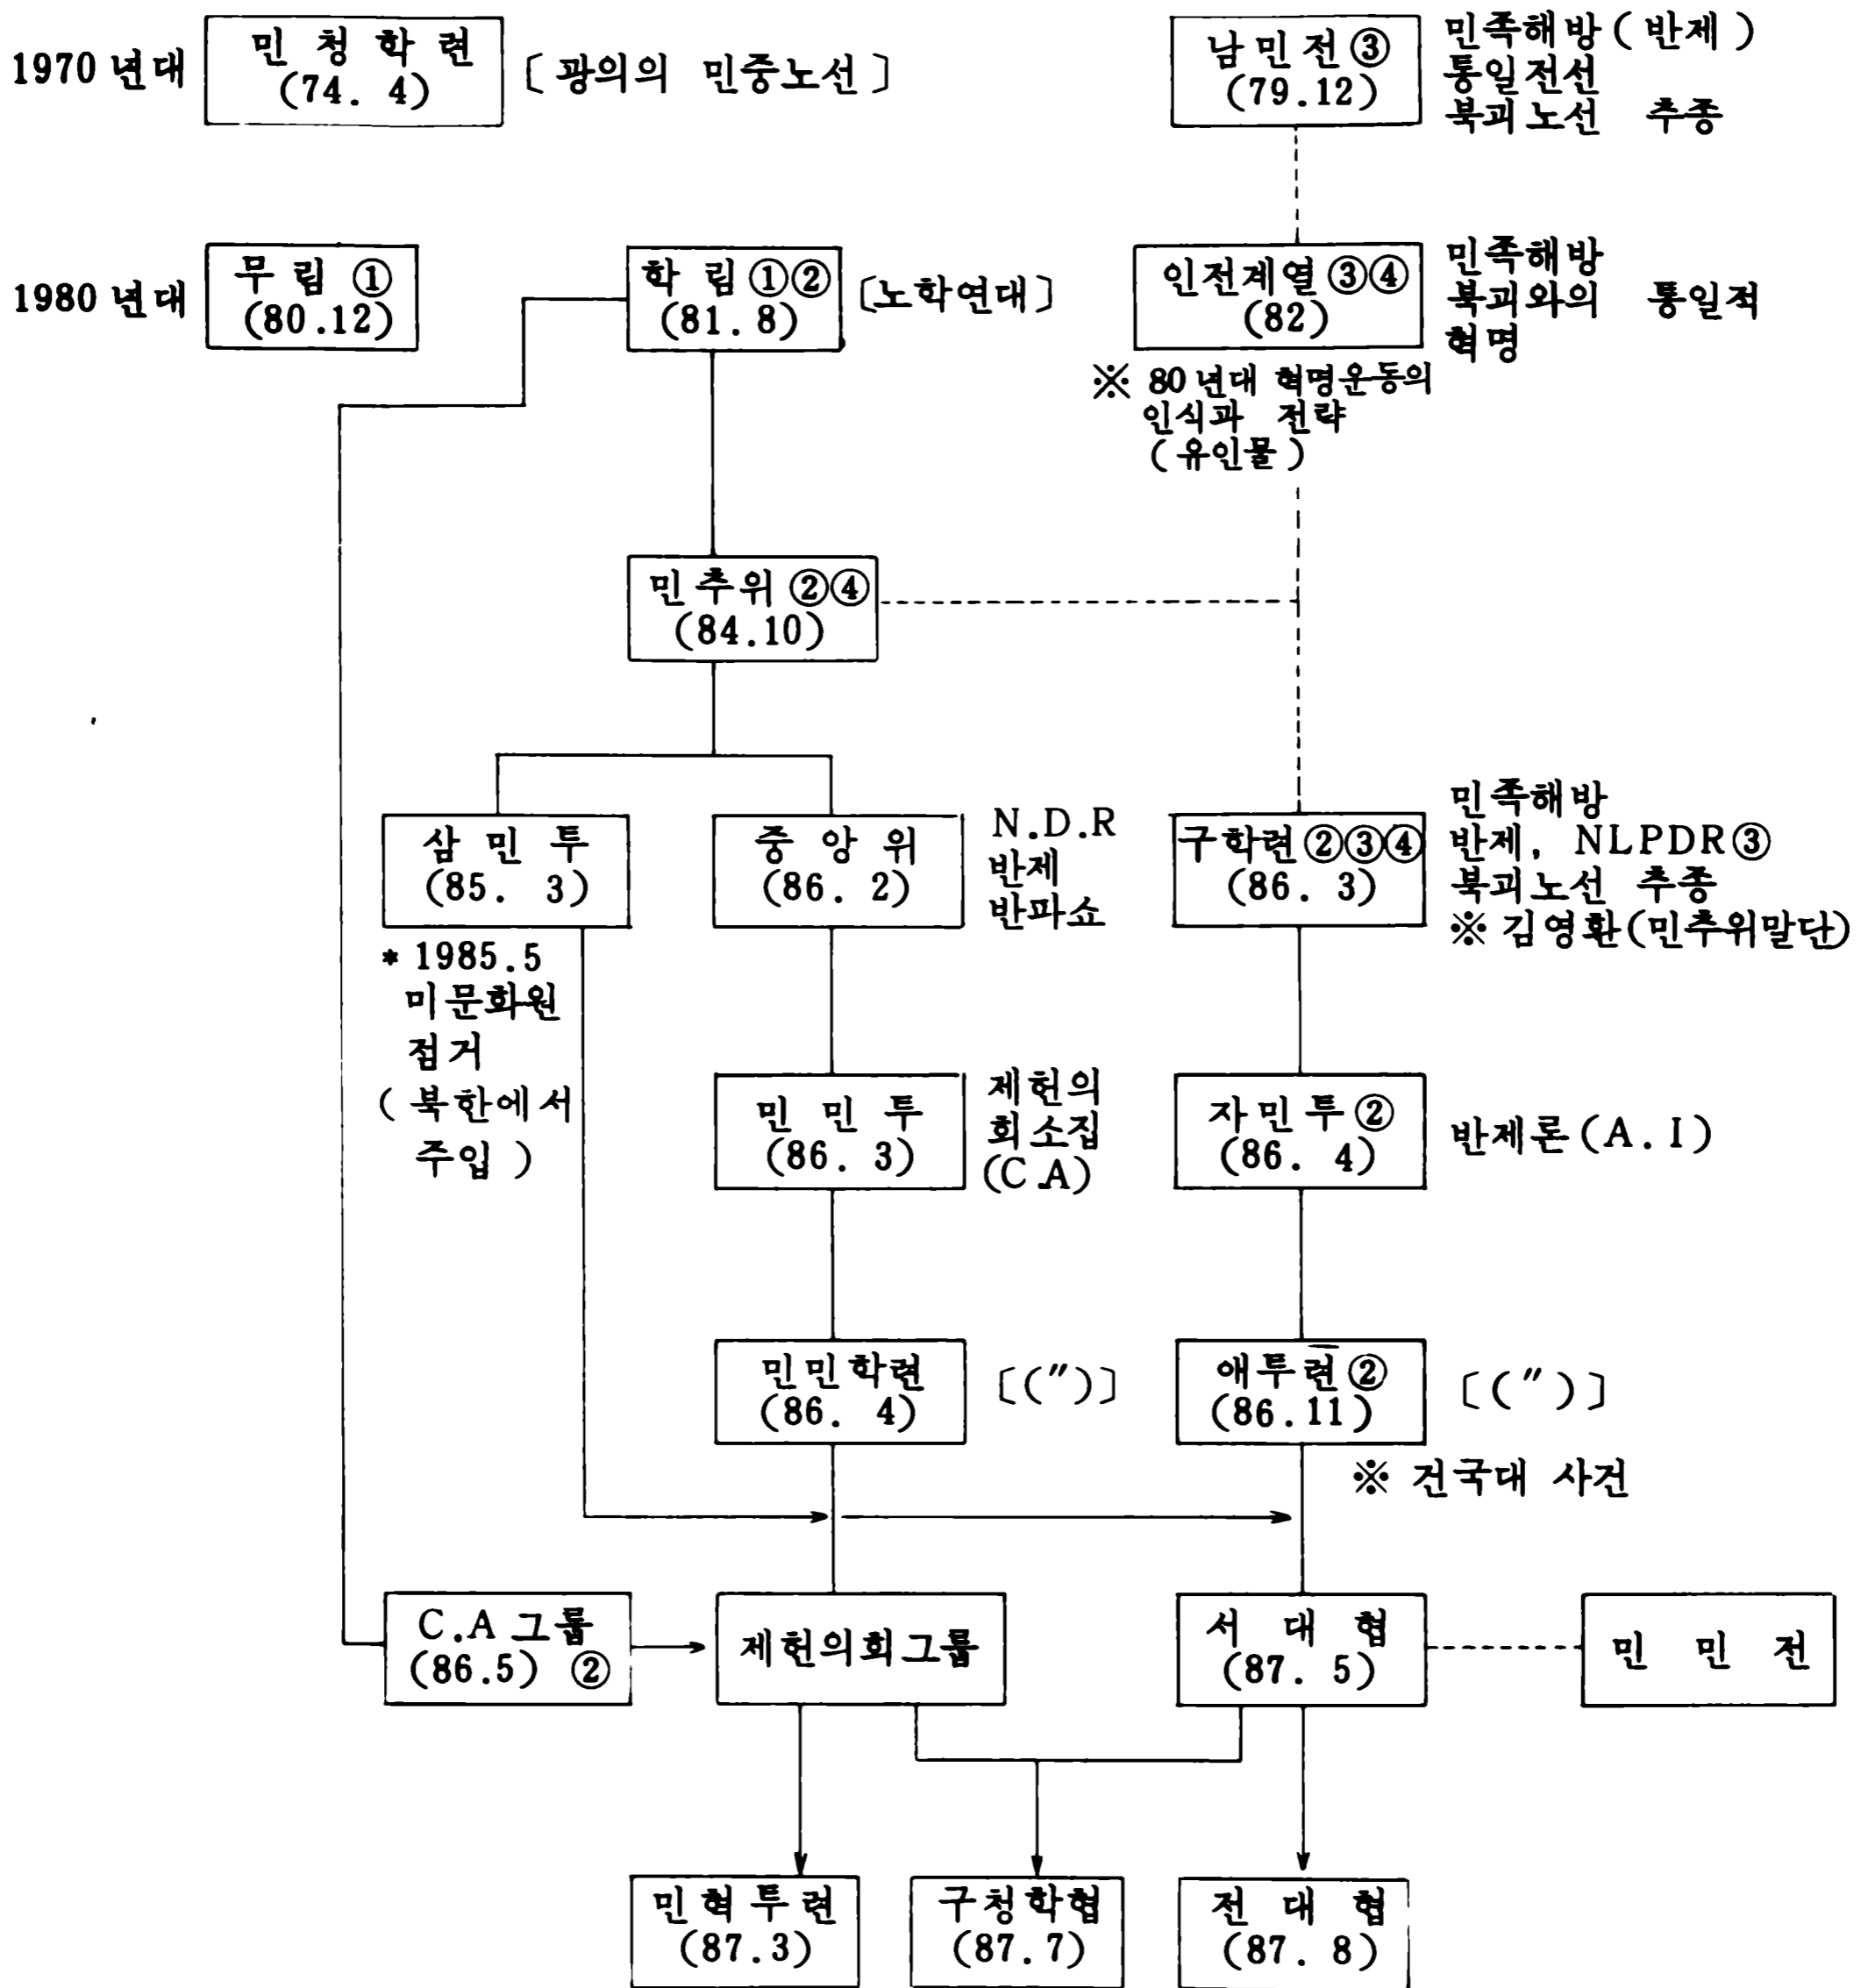 1970 년대
민 청 학 련
(74. 4)
〔 광의의 민중노선 〕
남 민 전 ③
(79.12)
민족해방 ( 반제 )
통일전선
북괴노선 추종
1980 년대
무 림 ①
(80.12)
학 림 ①②
(81. 8)
〔노학연대〕
인전계열 ③④
(82)
민족해방
북괴와의 통일적
혁명
※ 80 년대 혁명운동의
인식과 전략
( 유인물 )
민 추 위 ②④
(84.10)
삼 민 투
(85. 3)
중 앙 위
(86. 2)
N.D.R
반제
반파쇼
구학련 ②③④
(86. 3)
민족해방
반제, NLPDR③
북괴노선 추종
※ 김영환(민추위말단)
* 1985.5
미문화원
점거
( 북한에서
주입 )
민 민 투
(86. 3)
제헌의
회소집
(C.A)
자 민 투 ②
(86. 4)
반제론 (A.I)
민민학련
(86. 4)
〔(〃)〕
애투련 ②
(86.11)
〔(〃)〕
※ 건국대 사건
C.A 그룹
(86.5) ②
제헌의회그룹
서 대 협
(87. 5)
민 민 전
민혁투련
(87.3)
구청학협
(87.7)
전 대 협
(87. 8)